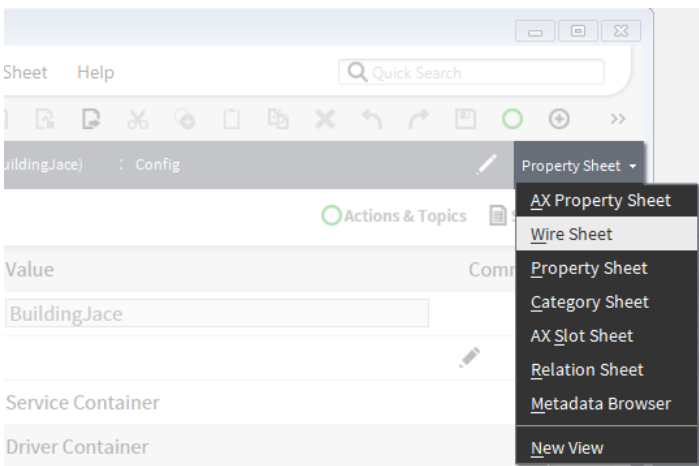 Sheet Help
Quick Search
uildingJace) : Config
Property Sheet
AX Property Sheet
Actions & Topics
Wire Sheet
Value
Property Sheet
BuildingJace
Category Sheet
AX Slot Sheet
Relation Sheet
Service Container
Metadata Browser
Driver Container
New View